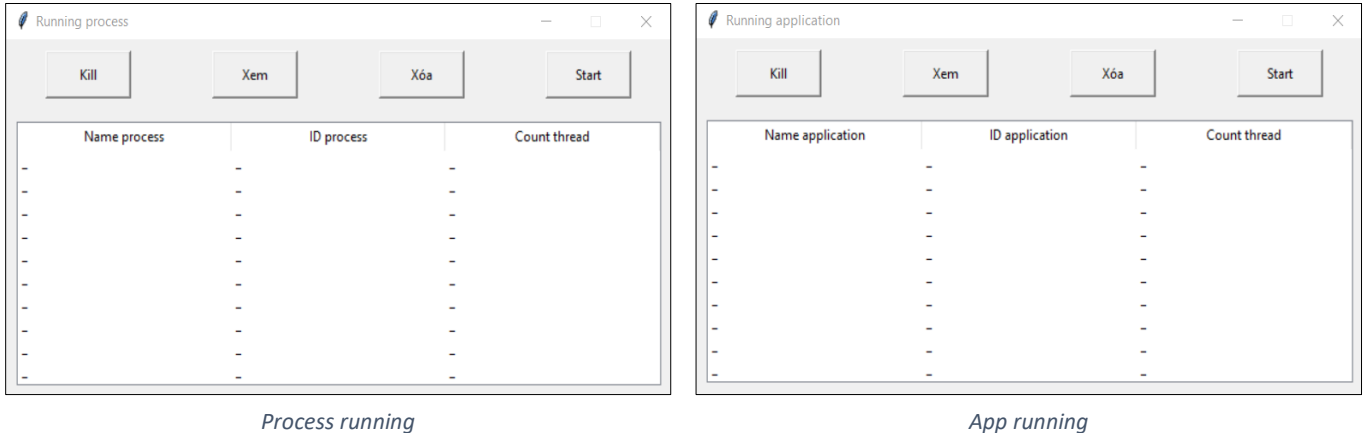 Running process
Kill Xem Xóa Start
Name process ID process Count thread
- - -
- - -
- - -
- - -
- - -
- - -
- - -
- - -
- - -
- - -
Process running
Running application
Kill Xem Xóa Start
Name application ID application Count thread
- - -
- - -
- - -
- - -
- - -
- - -
- - -
- - -
- - -
- - -
App running